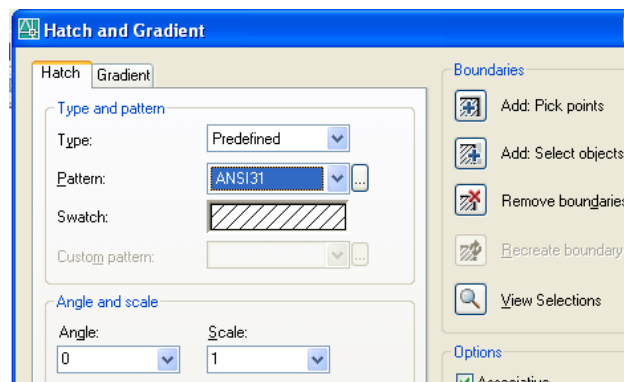 Hatch and Gradient
Hatch
Gradient
Type and pattern
Type:
Predefined
Pattern:
ANSI31
...
Swatch:
Custom pattern:
...
Angle and scale
Angle:
Scale:
0
1
Boundaries
Add: Pick points
Add: Select objects
Remove boundaries
Recreate boundary
View Selections
Options
Associative